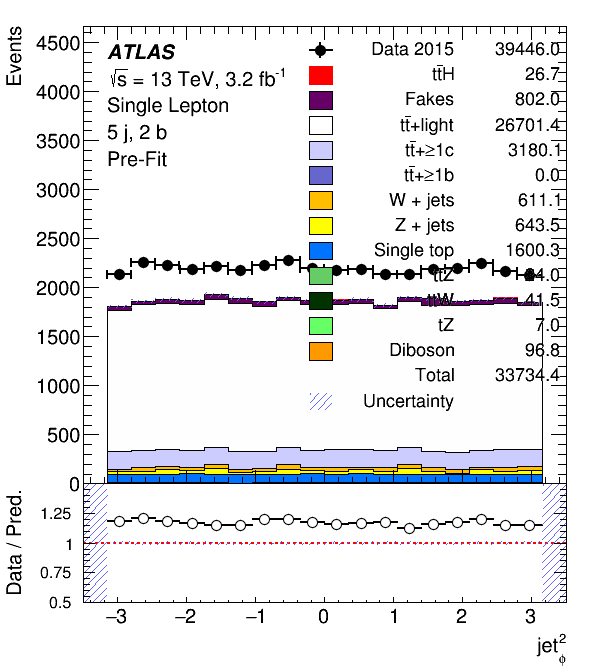 Events
4500
4000
3500
3000
2500
2000
1500
1000
500
0
ATLAS
√s = 13 TeV, 3.2 fb-1
Single Lepton
5 j, 2 b
Pre-Fit
Data 2015 39446.0
tt̄H 26.7
Fakes 802.0
tt̄+light 26701.4
tt̄+≥1c 3180.1
tt̄+≥1b 0.0
W + jets 611.1
Z + jets 643.5
Single top 1600.3
tt̄Z 4.0
tt̄W 41.5
tZ 7.0
Diboson 96.8
Total 33734.4
Uncertainty
Data / Pred.
1.25
1
0.75
0.5
−3 −2 −1 0 1 2 3
jet2ϕ